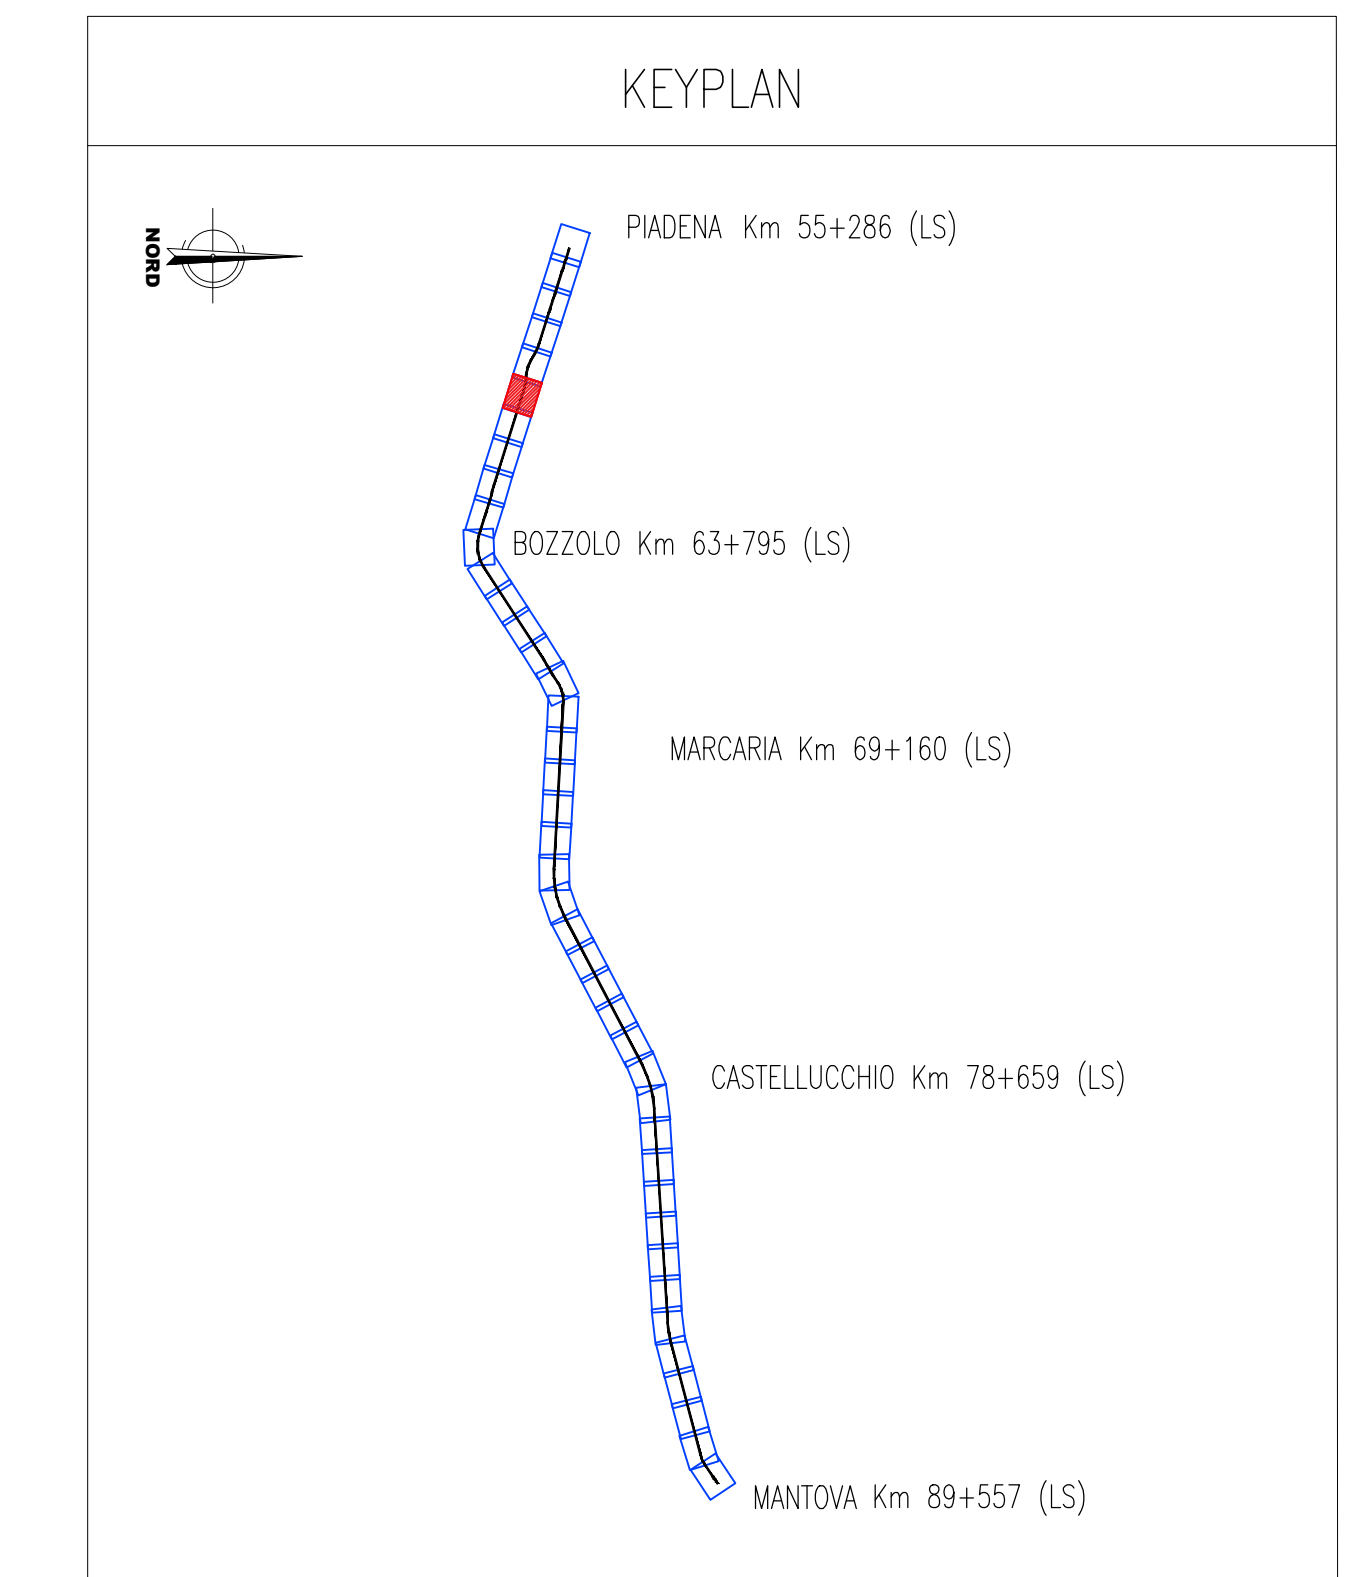 KEYPLAN
NORD
PIADENA Km 55+286 (LS)
BOZZOLO Km 63+795 (LS)
MARCARIA Km 69+160 (LS)
CASTELLUCCHIO Km 78+659 (LS)
MANTOVA Km 89+557 (LS)